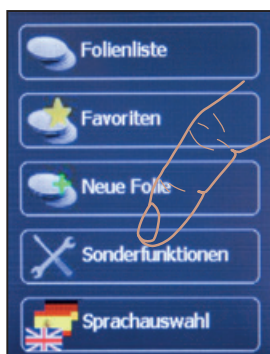 Folienliste
Favoriten
Neue Folie
Sonderfunktionen
Sprachauswahl